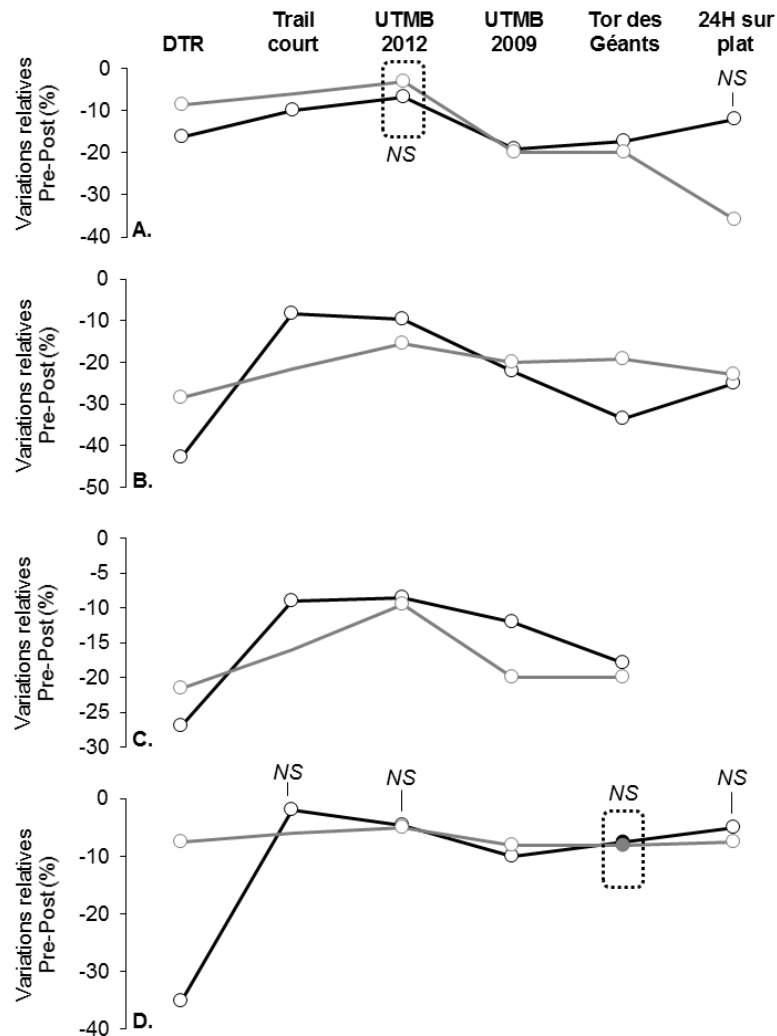 DTR
Trail
court
UTMB
2012
UTMB
2009
Tor des
Géants
24H sur
plat
Variations relatives
Pre-Post (%)
0
-10
-20
-30
-40
A.
NS
NS
Variations relatives
Pre-Post (%)
0
-10
-20
-30
-40
-50
B.
Variations relatives
Pre-Post (%)
0
-5
-10
-15
-20
-25
-30
C.
Variations relatives
Pre-Post (%)
0
-10
-20
-30
-40
D.
NS
NS
NS
NS